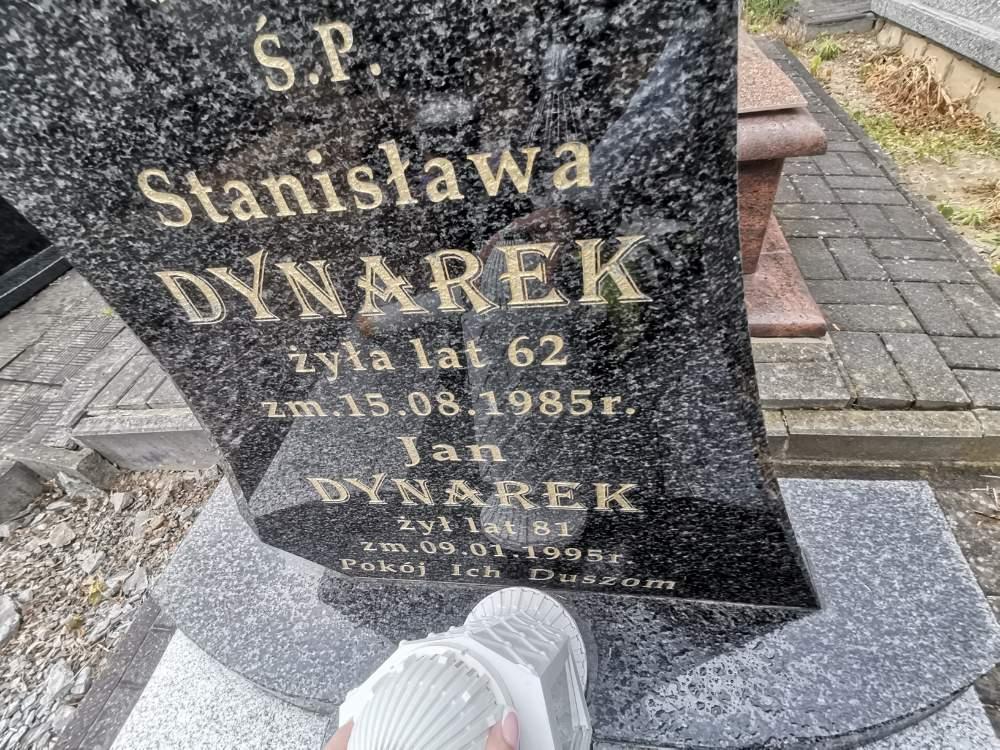 Ś.P.
Stanisława
DYNAREK
żyła lat 62
zm.15.08.1985r.
Jan
DYNAREK
żył lat 81
zm.09.01.1995r.
Pokój Ich Duszom